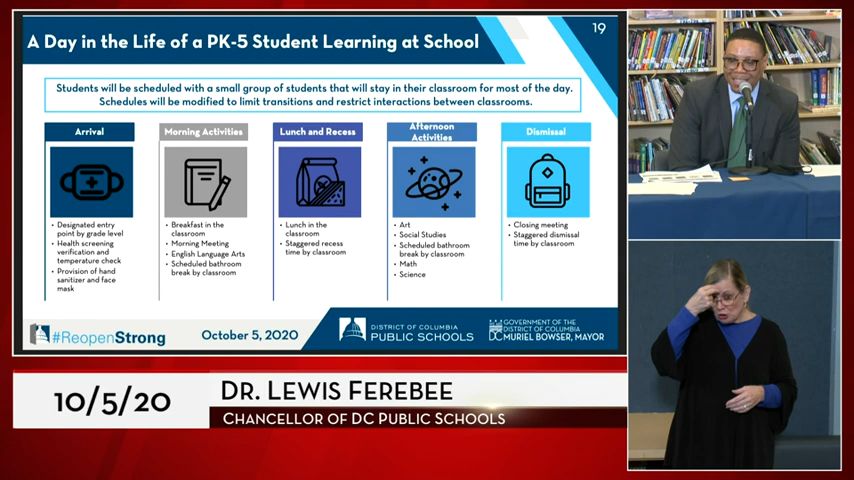 19
A Day in the Life of a PK-5 Student Learning at School
Students will be scheduled with a small group of students that will stay in their classroom for most of the day.
Schedules will be modified to limit transitions and restrict interactions between classrooms.
Arrival
• Designated entry
point by grade level
• Health screening
verification and
temperature check
• Provision of hand
sanitizer and face
mask
Morning Activities
• Breakfast in the
classroom
• Morning Meeting
• English Language Arts
• Scheduled bathroom
break by classroom
Lunch and Recess
• Lunch in the
classroom
• Staggered recess
time by classroom
Afternoon
Activities
• Art
• Social Studies
• Scheduled bathroom
break by classroom
• Math
• Science
Dismissal
• Closing meeting
• Staggered dismissal
time by classroom
#ReopenStrong
October 5, 2020
DISTRICT OF COLUMBIA
PUBLIC SCHOOLS
GOVERNMENT OF THE
DISTRICT OF COLUMBIA
DC MURIEL BOWSER, MAYOR
10/5/20
DR. LEWIS FEREBEE
CHANCELLOR OF DC PUBLIC SCHOOLS